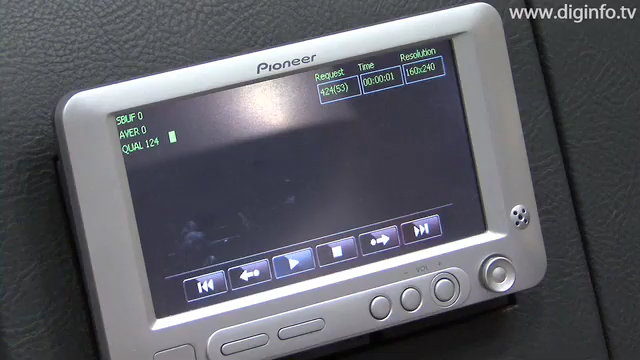 www.diginfo.tv
Pioneer
Request Time Resolution
424(53) 00:00:01 160x240
SBUF 0
AVER 0
QUAL 124
- VOL +